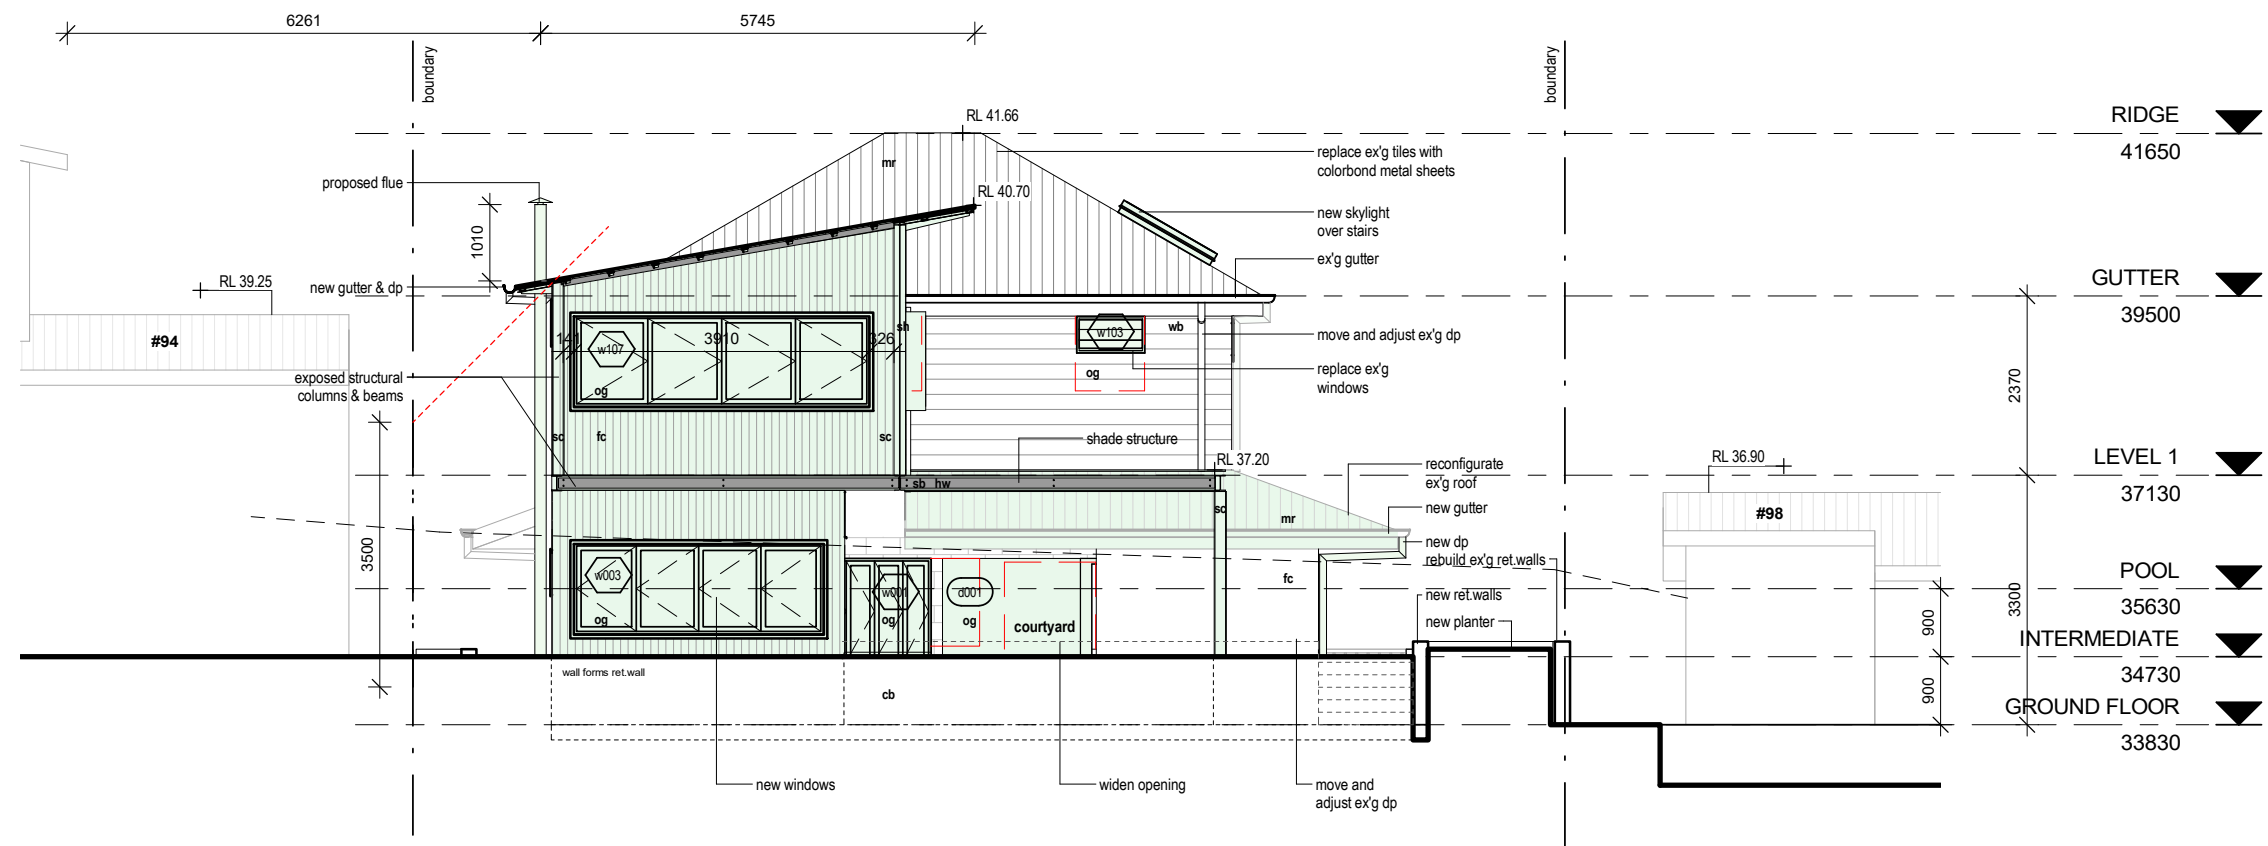 6261
5745
boundary
boundary
RIDGE
41650
RL 41.66
mr
replace ex'g tiles with
colorbond metal sheets
proposed flue
RL 40.70
new skylight
over stairs
1010
ex'g gutter
RL 39.25
new gutter & dp
GUTTER
39500
#94
141
3910
326
sh
w107
w103
wb
move and adjust ex'g dp
exposed structural
columns & beams
og
og
replace ex'g
windows
2370
sc
fc
sc
shade structure
RL 37.20
reconfigurate
ex'g roof
RL 36.90
LEVEL 1
37130
sb
hw
sc
mr
new gutter
#98
3500
new dp
rebuild ex'g ret.walls
w003
w001
d001
fc
POOL
35630
new ret.walls
og
og
og
courtyard
new planter
900
3300
INTERMEDIATE
34730
wall forms ret.wall
cb
900
GROUND FLOOR
33830
new windows
widen opening
move and
adjust ex'g dp